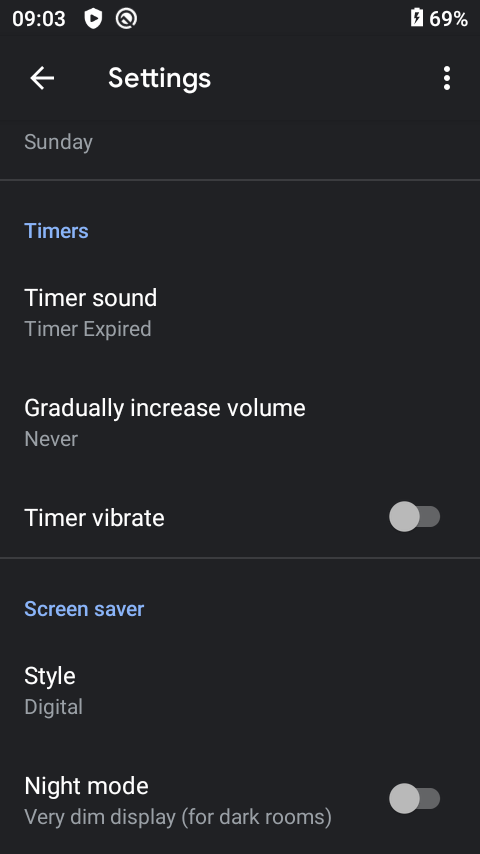 09:03
69%
Settings
Sunday
Timers
Timer sound
Timer Expired
Gradually increase volume
Never
Timer vibrate
Screen saver
Style
Digital
Night mode
Very dim display (for dark rooms)